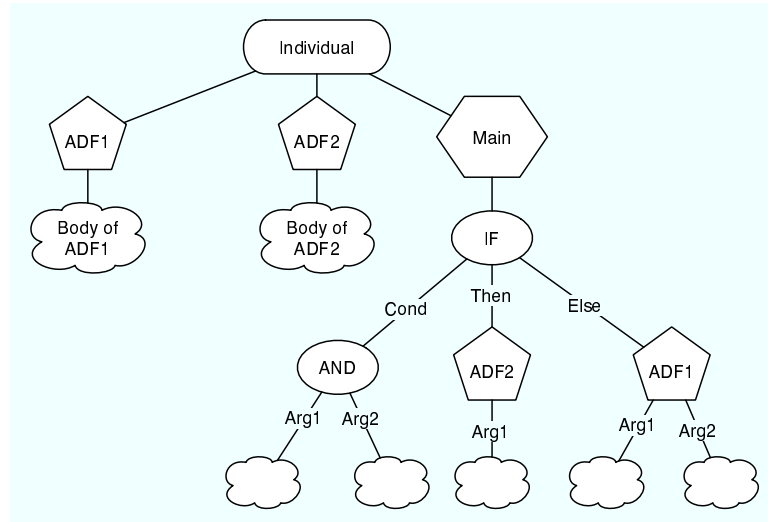 Individual
ADF1
ADF2
Main
Body of
ADF1
Body of
ADF2
IF
Cond
Then
Else
AND
ADF2
ADF1
Arg1
Arg2
Arg1
Arg1
Arg2